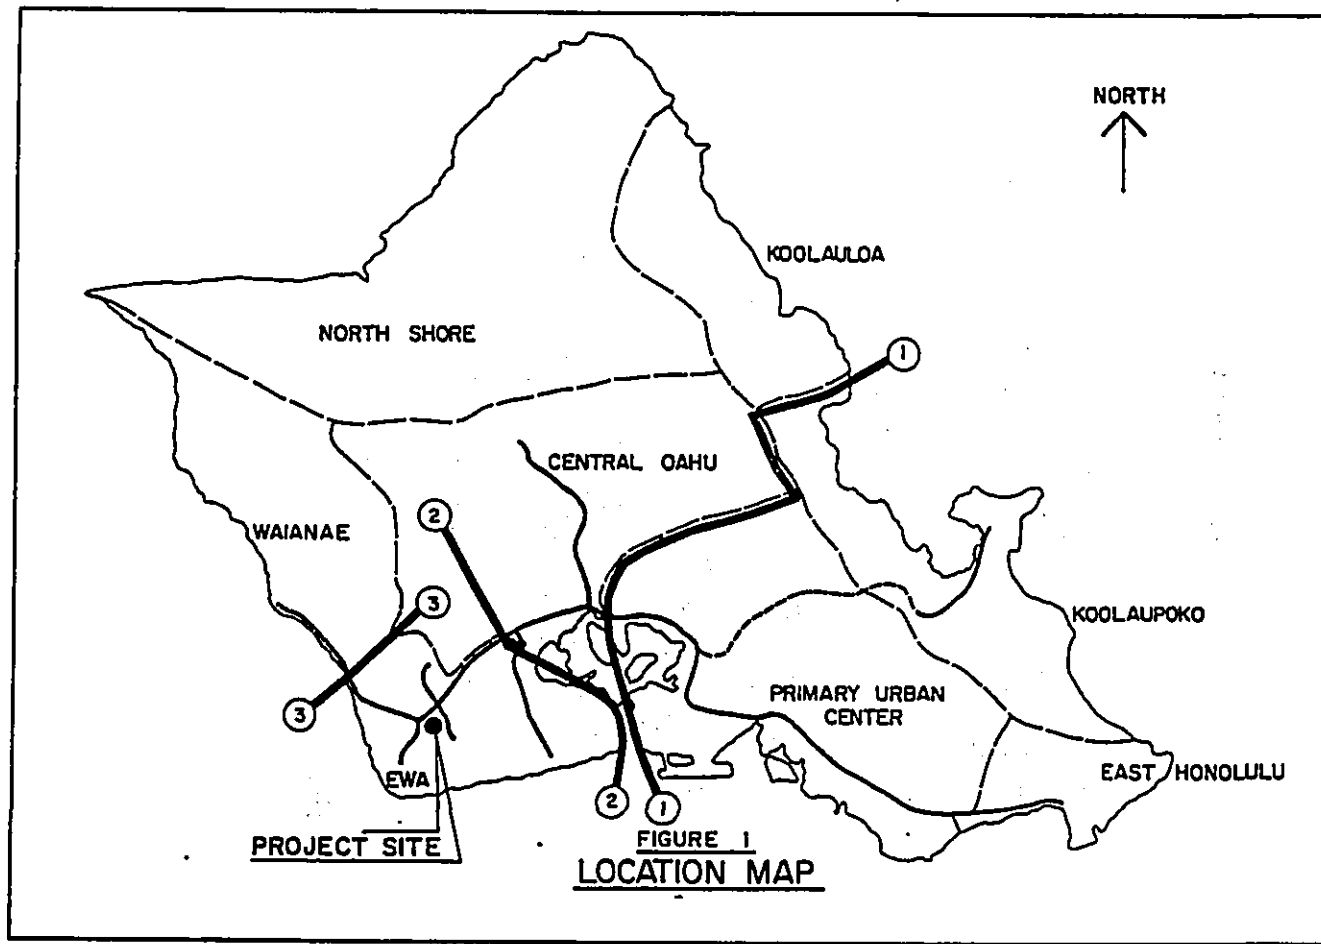 NORTH
KOOLAULOA
NORTH SHORE
1
CENTRAL OAHU
2
WAIANAE
3
KOOLAUPOKO
3
PRIMARY URBAN
CENTER
EWA
EAST HONOLULU
2
1
PROJECT SITE
FIGURE 1
LOCATION MAP